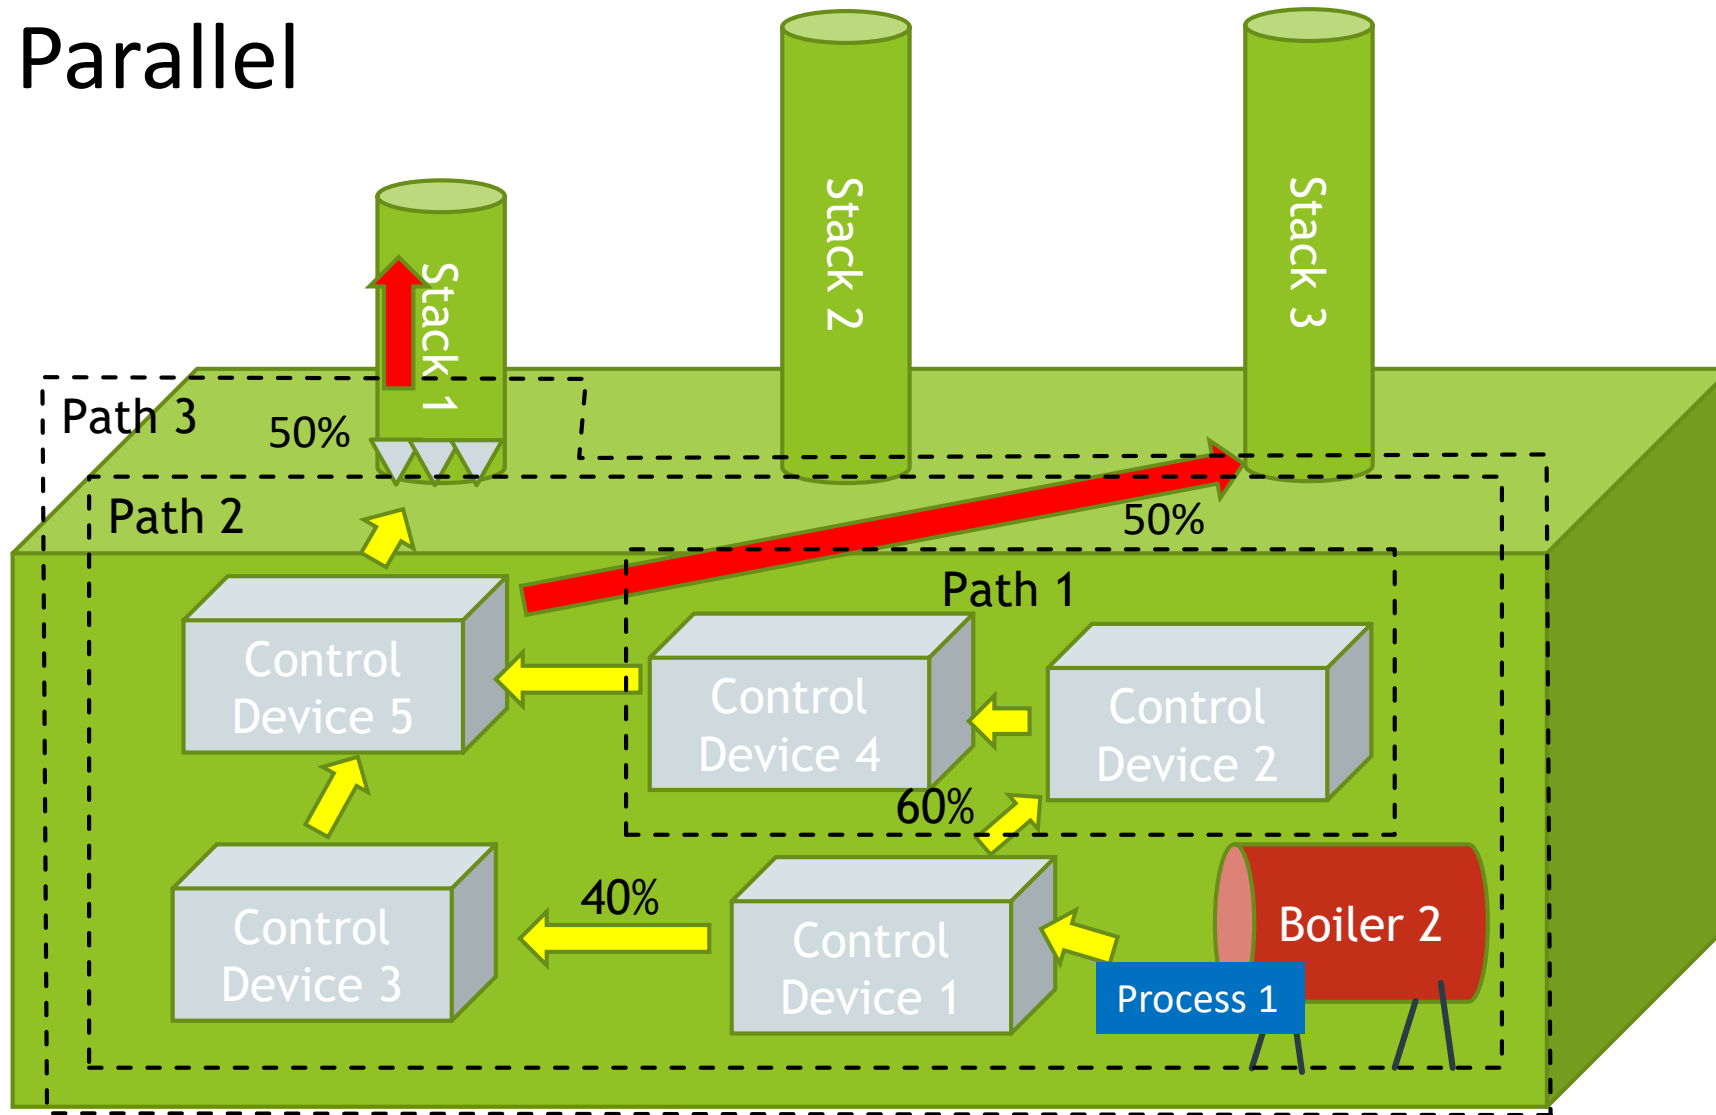 Parallel
Stack 1
Stack 2
Stack 3
Path 3
50%
Path 2
50%
Path 1
Control
Device 5
Control
Device 4
Control
Device 2
60%
40%
Control
Device 3
Control
Device 1
Boiler 2
Process 1